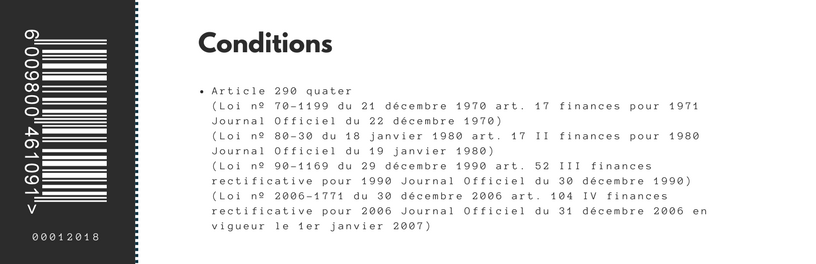 6009800461091>
00012018
Conditions
• Article 290 quater
(Loi nº 70-1199 du 21 décembre 1970 art. 17 finances pour 1971
Journal Officiel du 22 décembre 1970)
(Loi nº 80-30 du 18 janvier 1980 art. 17 II finances pour 1980
Journal Officiel du 19 janvier 1980)
(Loi nº 90-1169 du 29 décembre 1990 art. 52 III finances
rectificative pour 1990 Journal Officiel du 30 décembre 1990)
(Loi nº 2006-1771 du 30 décembre 2006 art. 104 IV finances
rectificative pour 2006 Journal Officiel du 31 décembre 2006 en
vigueur le 1er janvier 2007)